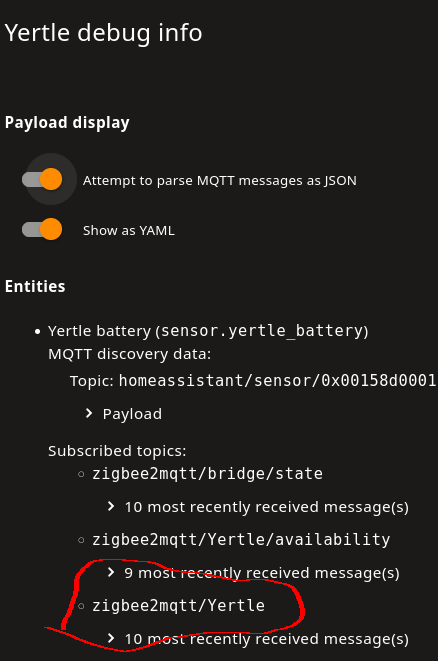 Yertle debug info
Payload display
Attempt to parse MQTT messages as JSON
Show as YAML
Entities
Yertle battery (sensor.yertle_battery)
MQTT discovery data:
Topic: homeassistant/sensor/0x00158d0001
Payload
Subscribed topics:
zigbee2mqtt/bridge/state
10 most recently received message(s)
zigbee2mqtt/Yertle/availability
9 most recently received message(s)
zigbee2mqtt/Yertle
10 most recently received message(s)